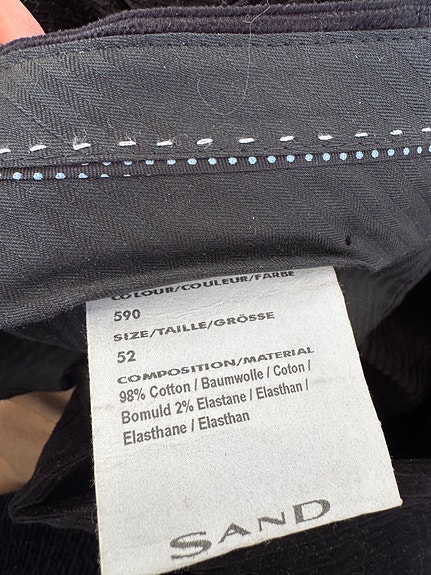 COLOUR/COULEUR/FARBE
590
SIZE/TAILLE/GRÖSSE
52
COMPOSITION/MATERIAL
98% Cotton / Baumwolle / Coton /
Bomuld 2% Elastane / Elasthan /
Elasthane / Elasthan
SAND